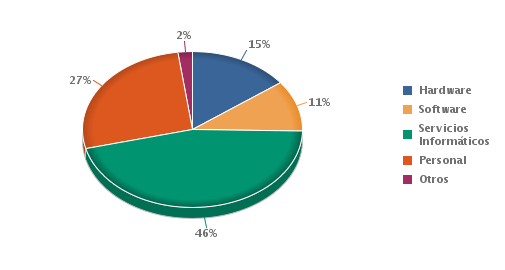 2%
15%
27%
11%
46%
Hardware
Software
Servicios
Informáticos
Personal
Otros